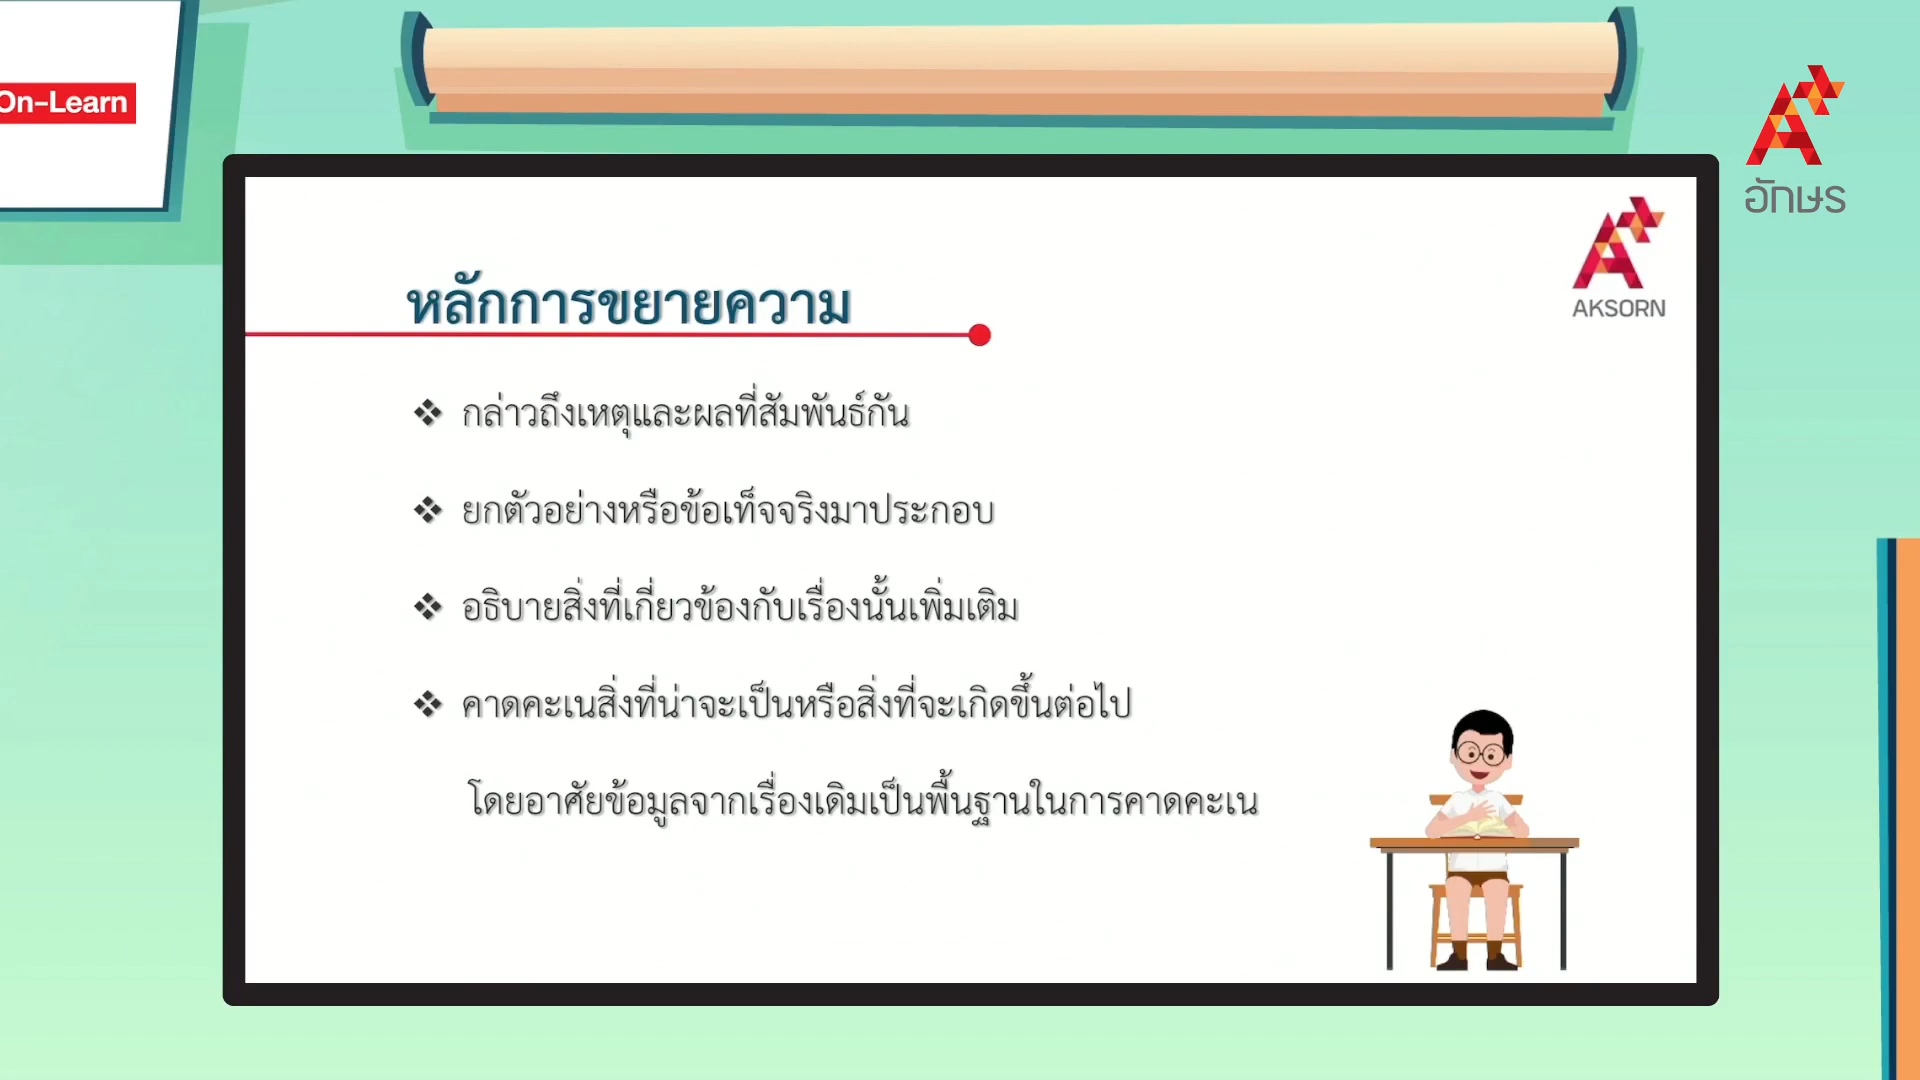 On-Learn
อักษร
AKSORN
หลักการขยายความ
❖ กล่าวถึงเหตุและผลที่สัมพันธ์กัน
❖ ยกตัวอย่างหรือข้อเท็จจริงมาประกอบ
❖ อธิบายสิ่งที่เกี่ยวข้องกับเรื่องนั้นเพิ่มเติม
❖ คาดคะเนสิ่งที่น่าจะเป็นหรือสิ่งที่จะเกิดขึ้นต่อไป
โดยอาศัยข้อมูลจากเรื่องเดิมเป็นพื้นฐานในการคาดคะเน